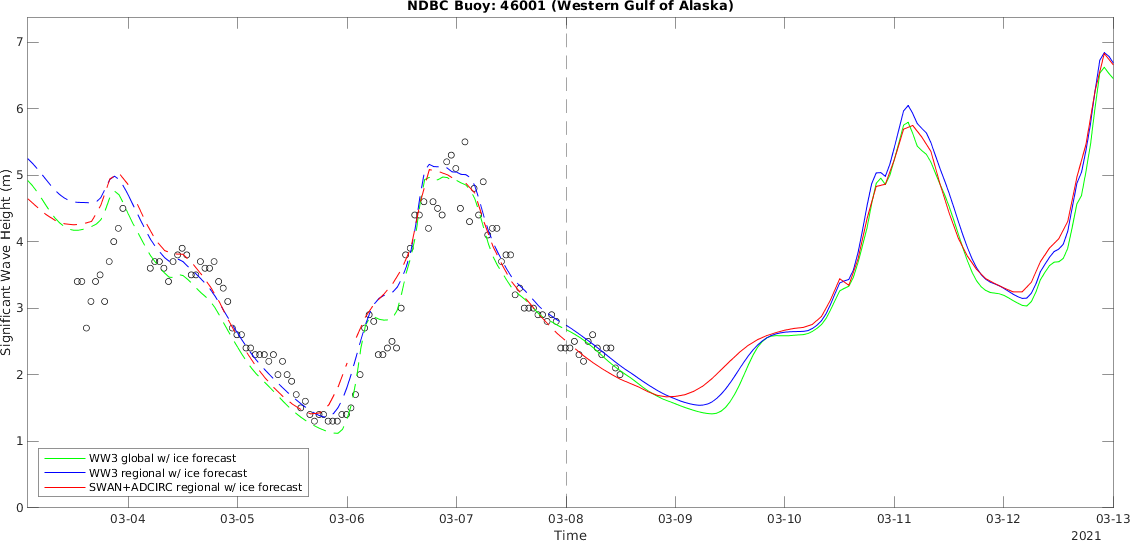 NDBC Buoy: 46001 (Western Gulf of Alaska)
Significant Wave Height (m)
7
6
5
4
3
2
1
0
WW3 global w/ ice forecast
WW3 regional w/ ice forecast
SWAN+ADCIRC regional w/ ice forecast
03-04 03-05 03-06 03-07 03-08 03-09 03-10 03-11 03-12 03-13
Time
2021